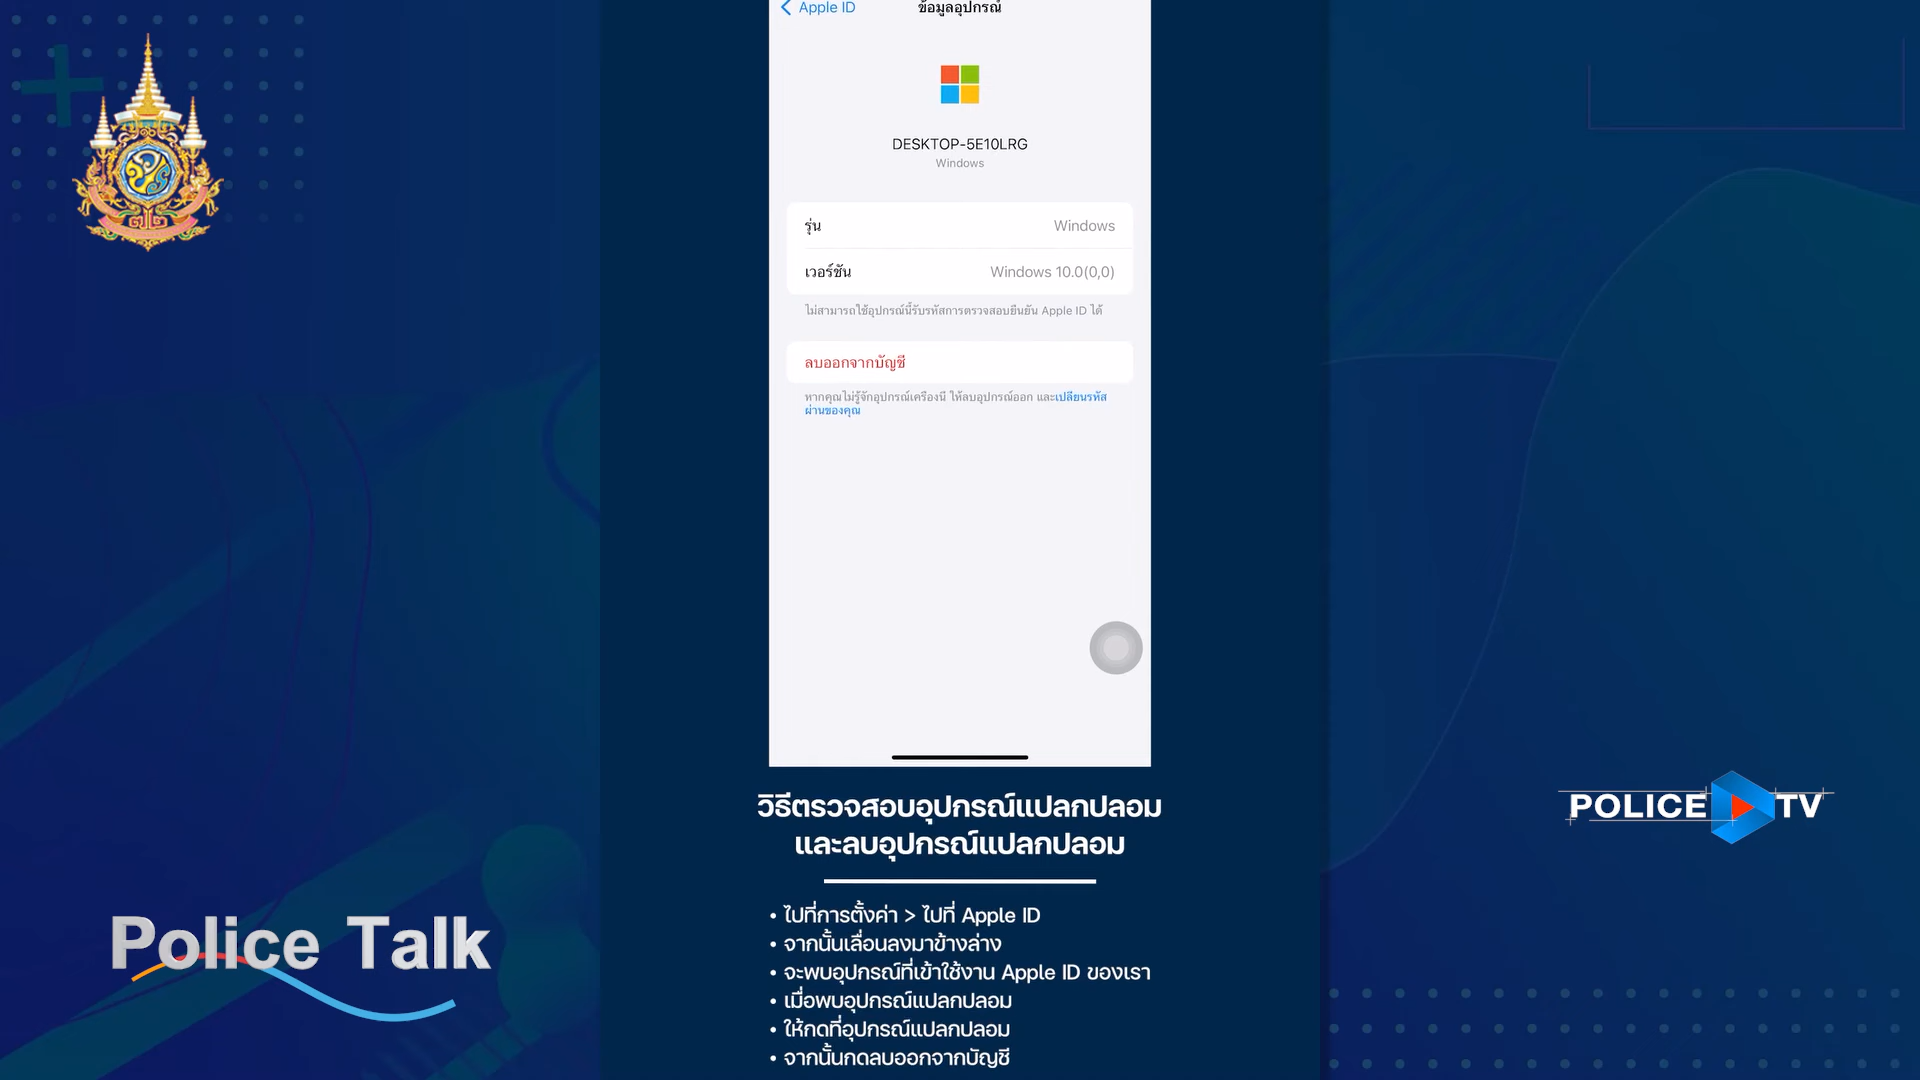 Apple ID
ข้อมูลอุปกรณ์
DESKTOP-5E10LRG
Windows
รุ่น Windows
เวอร์ชัน Windows 10.0(0,0)
ไม่สามารถใช้อุปกรณ์นี้รับรหัสการตรวจสอบยืนยัน Apple ID ได้
ลบออกจากบัญชี
หากคุณไม่รู้จักอุปกรณ์เครื่องนี้ ให้ลบอุปกรณ์ออก และเปลี่ยนรหัส
ผ่านของคุณ
วิธีตรวจสอบอุปกรณ์แปลกปลอม
และลบอุปกรณ์แปลกปลอม
• ไปที่การตั้งค่า > ไปที่ Apple ID
• จากนั้นเลื่อนลงมาข้างล่าง
• จะพบอุปกรณ์ที่เข้าใช้งาน Apple ID ของเรา
• เมื่อพบอุปกรณ์แปลกปลอม
• ให้กดที่อุปกรณ์แปลกปลอม
• จากนั้นกดลบออกจากบัญชี
Police Talk
POLICE TV